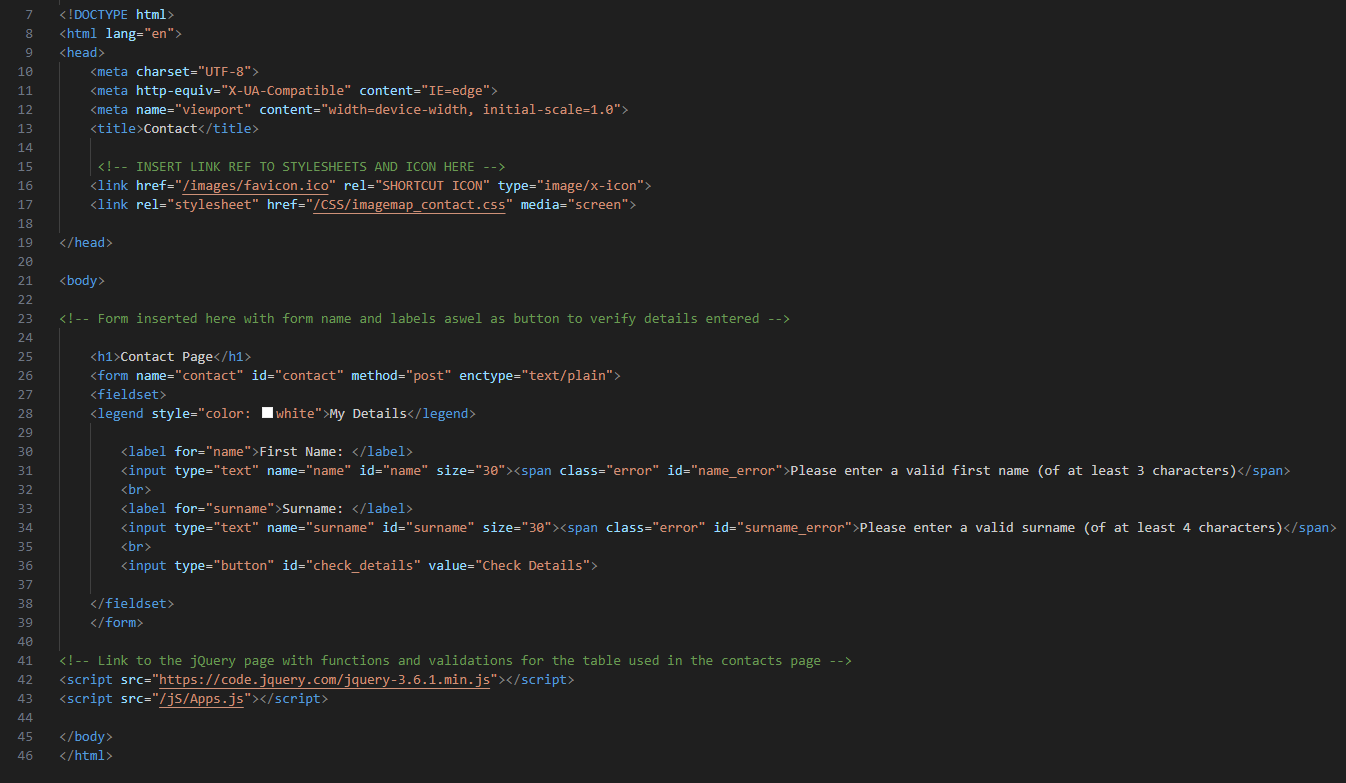 7 <!DOCTYPE html>
8 <html lang="en">
9 <head>
10 <meta charset="UTF-8">
11 <meta http-equiv="X-UA-Compatible" content="IE=edge">
12 <meta name="viewport" content="width=device-width, initial-scale=1.0">
13 <title>Contact</title>
14
15 <!-- INSERT LINK REF TO STYLESHEETS AND ICON HERE -->
16 <link href="/images/favicon.ico" rel="SHORTCUT ICON" type="image/x-icon">
17 <link rel="stylesheet" href="/CSS/imagemap_contact.css" media="screen">
18
19 </head>
20
21 <body>
22
23 <!-- Form inserted here with form name and labels aswel as button to verify details entered -->
24
25 <h1>Contact Page</h1>
26 <form name="contact" id="contact" method="post" enctype="text/plain">
27 <fieldset>
28 <legend style="color: white">My Details</legend>
29
30 <label for="name">First Name: </label>
31 <input type="text" name="name" id="name" size="30"><span class="error" id="name_error">Please enter a valid first name (of at least 3 characters)</span>
32 <br>
33 <label for="surname">Surname: </label>
34 <input type="text" name="surname" id="surname" size="30"><span class="error" id="surname_error">Please enter a valid surname (of at least 4 characters)</span>
35 <br>
36 <input type="button" id="check_details" value="Check Details">
37
38 </fieldset>
39 </form>
40
41 <!-- Link to the jQuery page with functions and validations for the table used in the contacts page -->
42 <script src="https://code.jquery.com/jquery-3.6.1.min.js"></script>
43 <script src="/jS/Apps.js"></script>
44
45 </body>
46 </html>